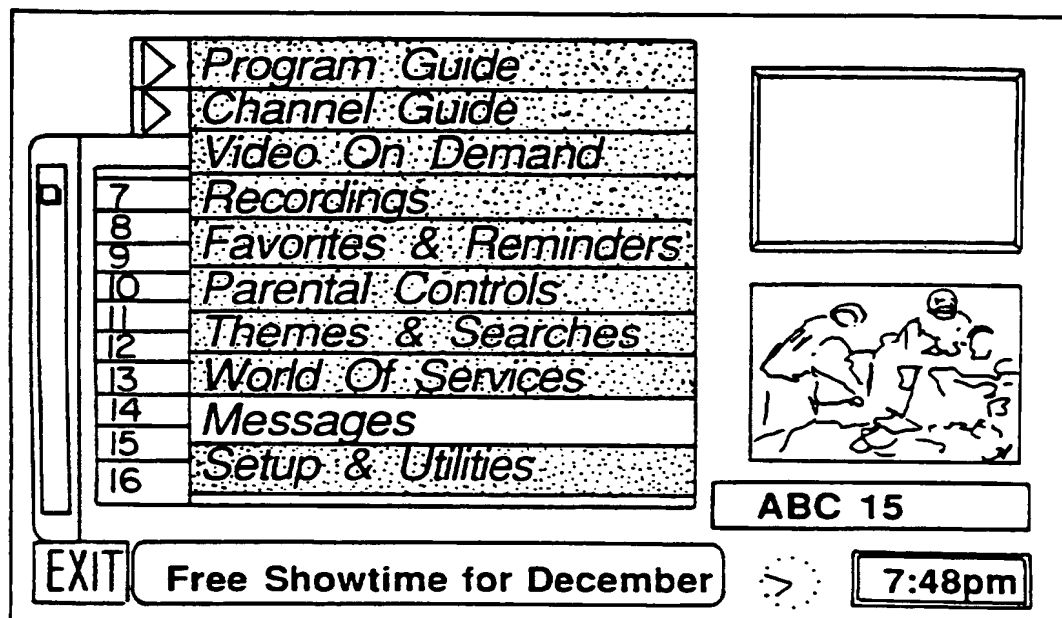 Program Guide
Channel Guide
Video On Demand
7 Recordings
8
9 Favorites & Reminders
10 Parental Controls
11
12 Themes & Searches
13 World Of Services
14 Messages
15
16 Setup & Utilities
ABC 15
EXIT Free Showtime for December 7:48pm